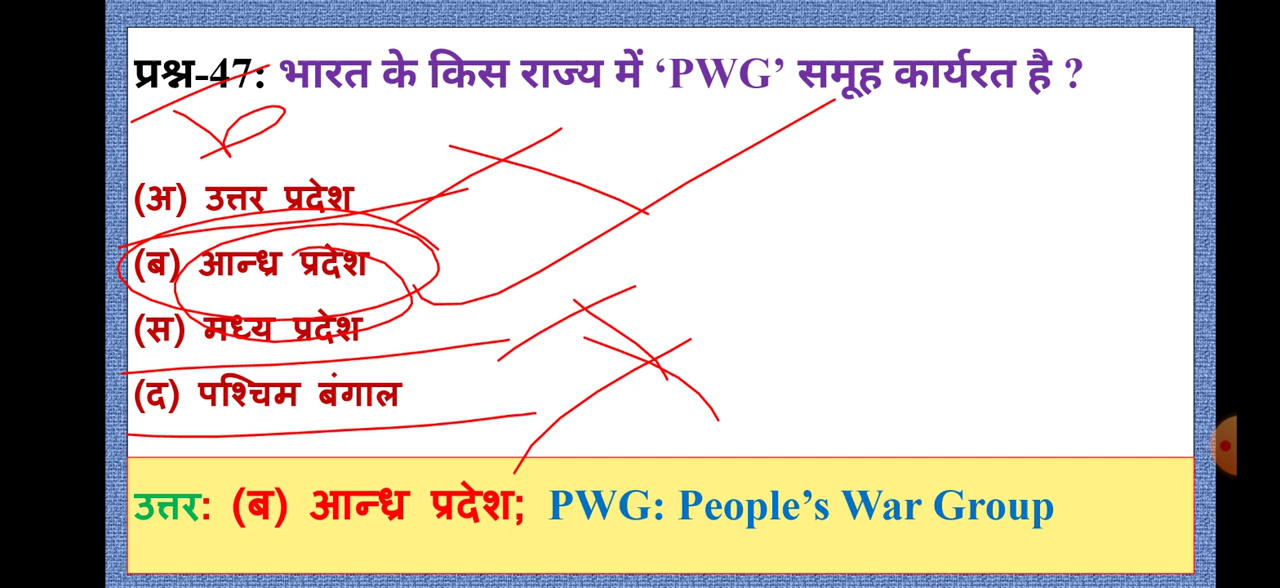 प्रश्न-47: भारत के किस राज्य में ‘PWG’ समूह कार्यरत है ?
(अ) उत्तर प्रदेश
(ब) आन्ध्र प्रदेश
(स) मध्य प्रदेश
(द) पश्चिम बंगाल
उत्तर: (ब) आन्ध्र प्रदेश; PWG: People’s War Group